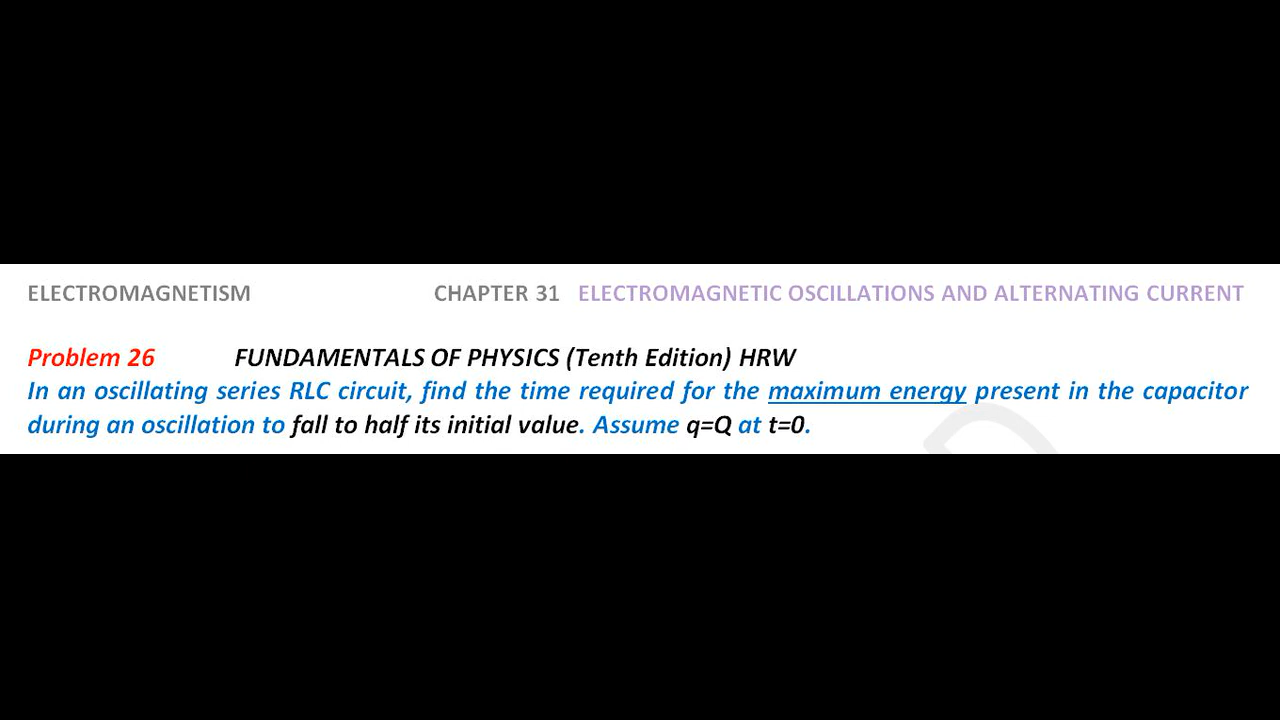 ELECTROMAGNETISM CHAPTER 31 ELECTROMAGNETIC OSCILLATIONS AND ALTERNATING CURRENT
Problem 26 FUNDAMENTALS OF PHYSICS (Tenth Edition) HRW
In an oscillating series RLC circuit, find the time required for the maximum energy present in the capacitor
during an oscillation to fall to half its initial value. Assume q=Q at t=0.